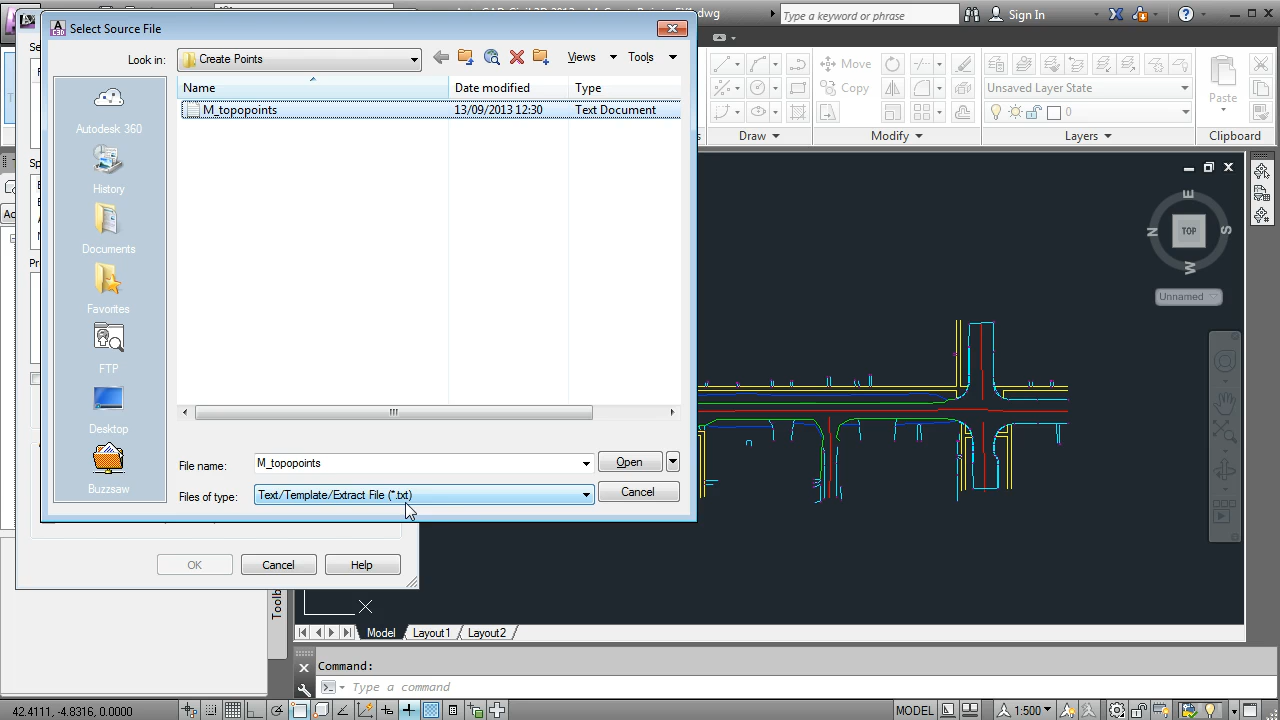 Select Source File
Type a keyword or phrase
Sign In
Look in:
Create Points
Views
Tools
Name
Date modified
Type
M_topopoints
13/09/2013 15:30
Text Document
Autodesk 360
History
Documents
Favorites
FTP
Desktop
Buzzsaw
File name:
M_topopoints
Open
Files of type:
Text/Template/Extract File (*.txt)
Cancel
OK
Cancel
Help
Move
Copy
Unsaved Layer State
0
Paste
Draw
Modify
Layers
Clipboard
E
N
TOP
S
W
Unnamed
Model
Layout1
Layout2
Command:
Type a command
42.4111, -4.8316, 0.0000
MODEL
1:500